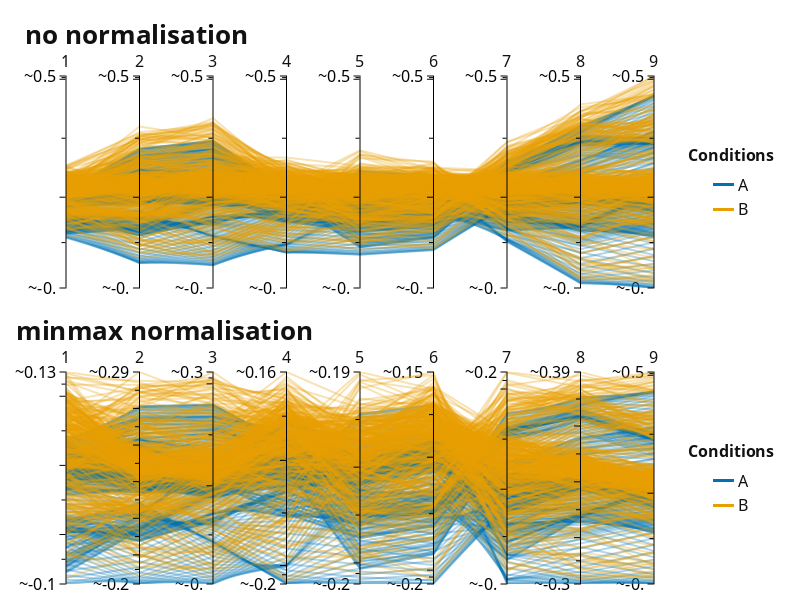 no normalisation
1 2 3 4 5 6 7 8 9
~0.5 ~0.5 ~0.5 ~0.5 ~0.5 ~0.5 ~0.5 ~0.5 ~0.5
Conditions
A
B
~-0. ~-0. ~-0. ~-0. ~-0. ~-0. ~-0. ~-0. ~-0.
minmax normalisation
1 2 3 4 5 6 7 8 9
~0.13 ~0.29 ~0.3 ~0.16 ~0.19 ~0.15 ~0.2 ~0.39 ~0.5
Conditions
A
B
~-0.1 ~-0.2 ~-0. ~-0.2 ~-0.2 ~-0.2 ~-0. ~-0.3 ~-0.